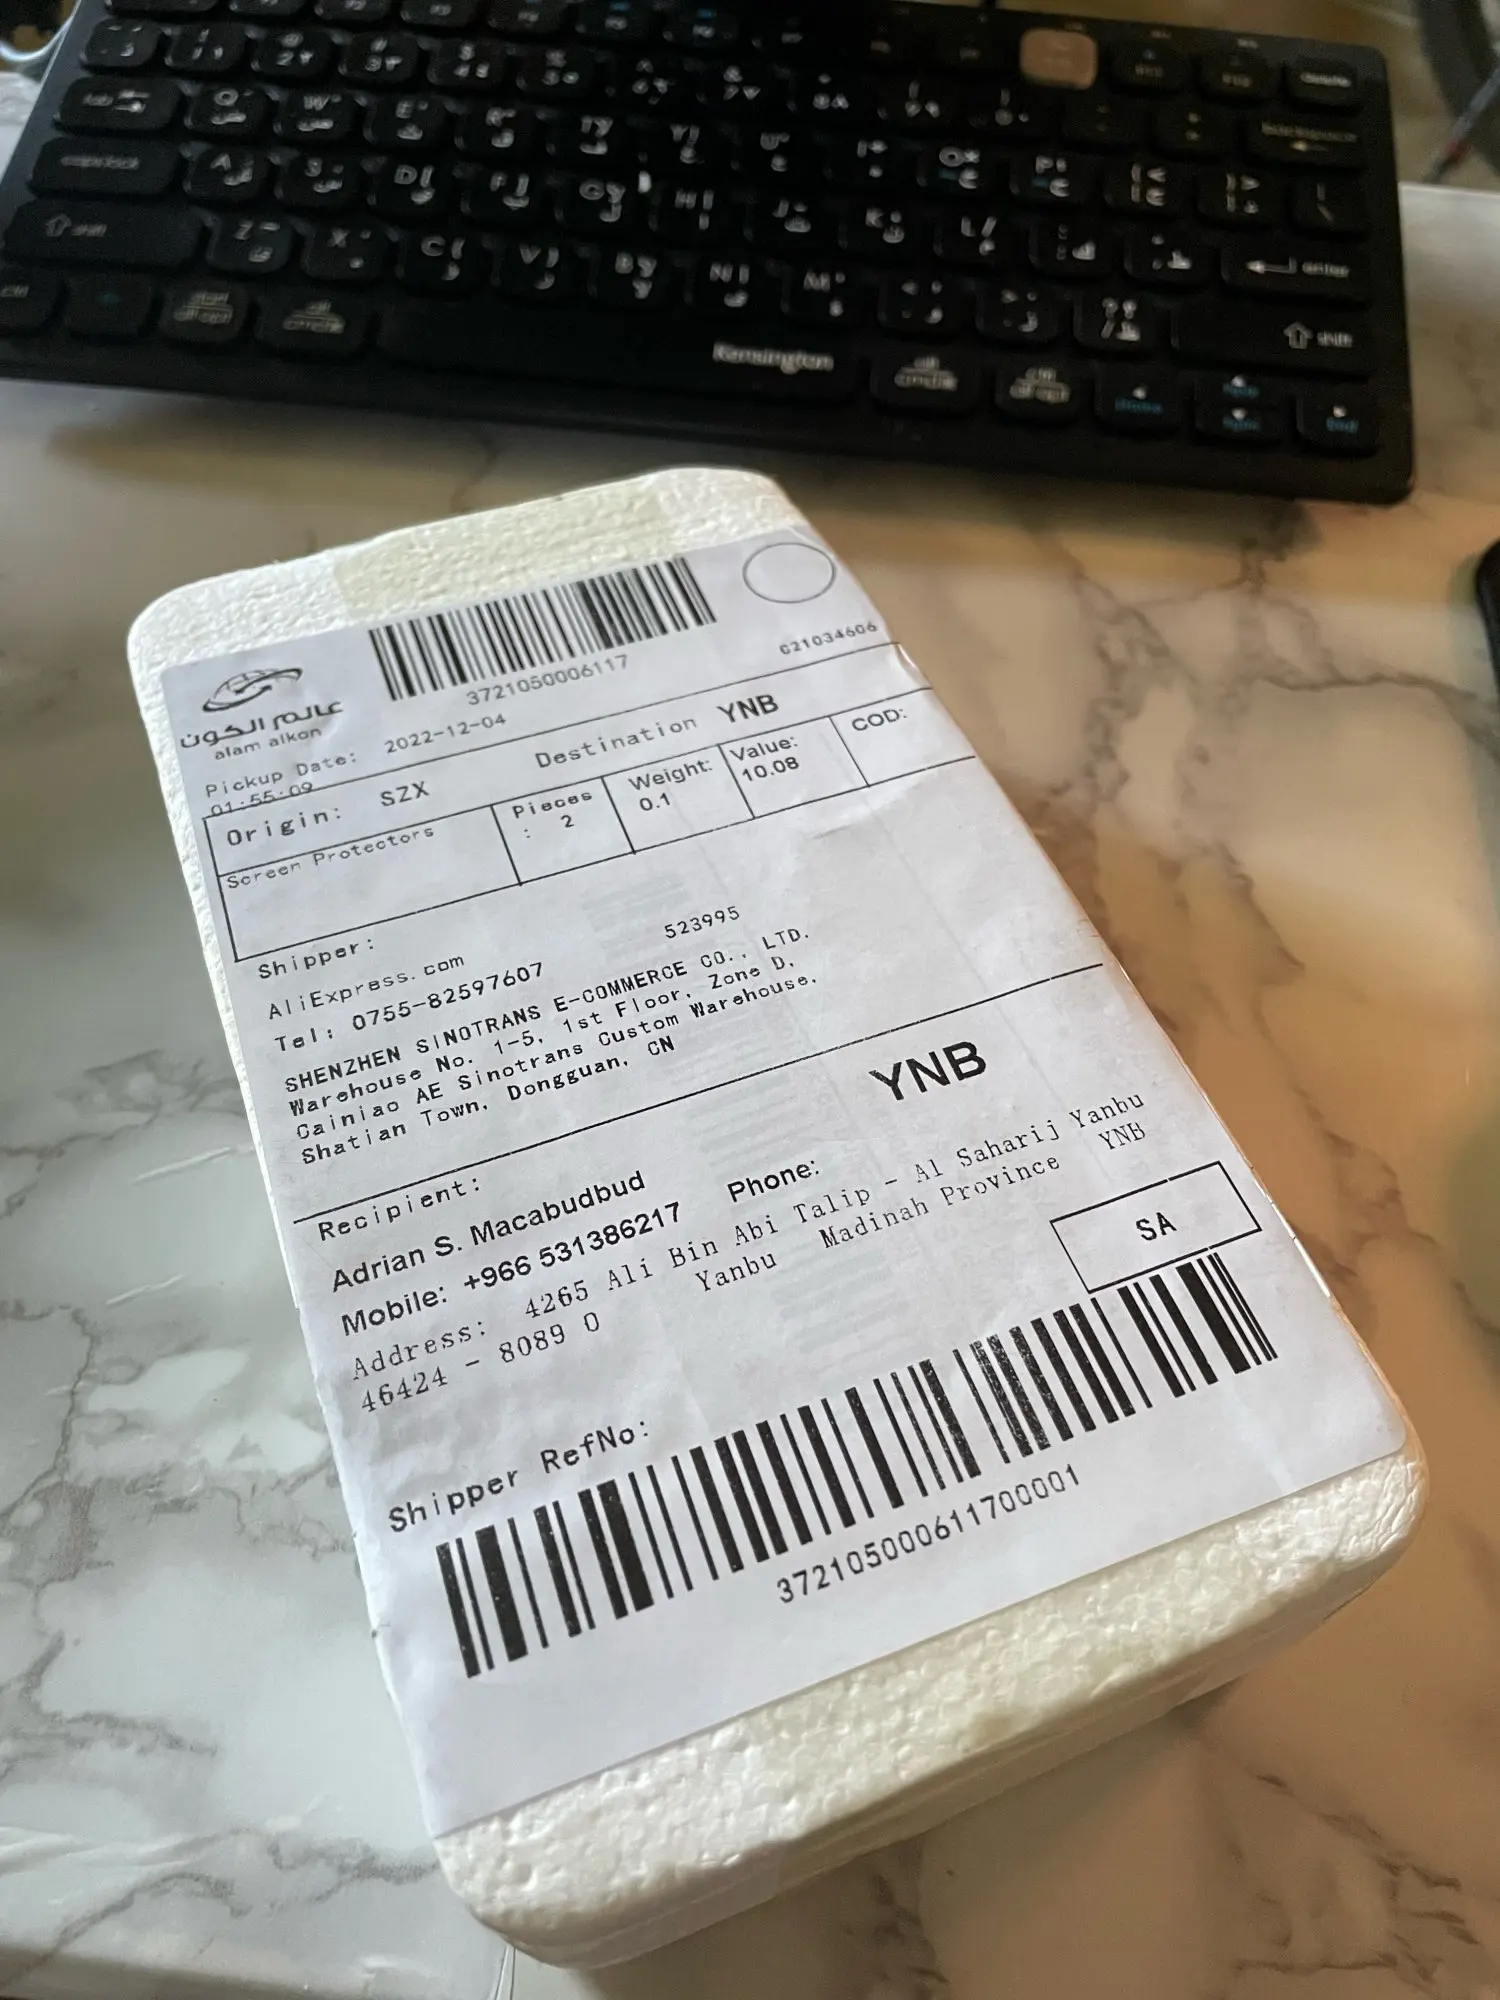 Kensington
3721050006117
C21034606
عالم الكون
alam alkon
Pickup Date: 2022-12-04
01:55:09
Origin: SZX Destination YNB
Screen Protectors
Pieces
: 2
Weight:
0.1
Value:
10.08
COD:
Shipper: 523995
AliExpress.com
Tel: 0755-82597607
SHENZHEN SINOTRANS E-COMMERCE CO., LTD.
Warehouse No. 1-5, 1st Floor, Zone D,
Cainiao AE Sinotrans Custom Warehouse,
Shatian Town, Dongguan, CN
YNB
Recipient:
Adrian S. Macabudbud
Mobile: +966 531386217 Phone:
Address: 4265 Ali Bin Abi Talip - Al Saharij Yanbu
46424 - 8089 0 Yanbu Madinah Province YNB
SA
Shipper RefNo:
372105000611700001